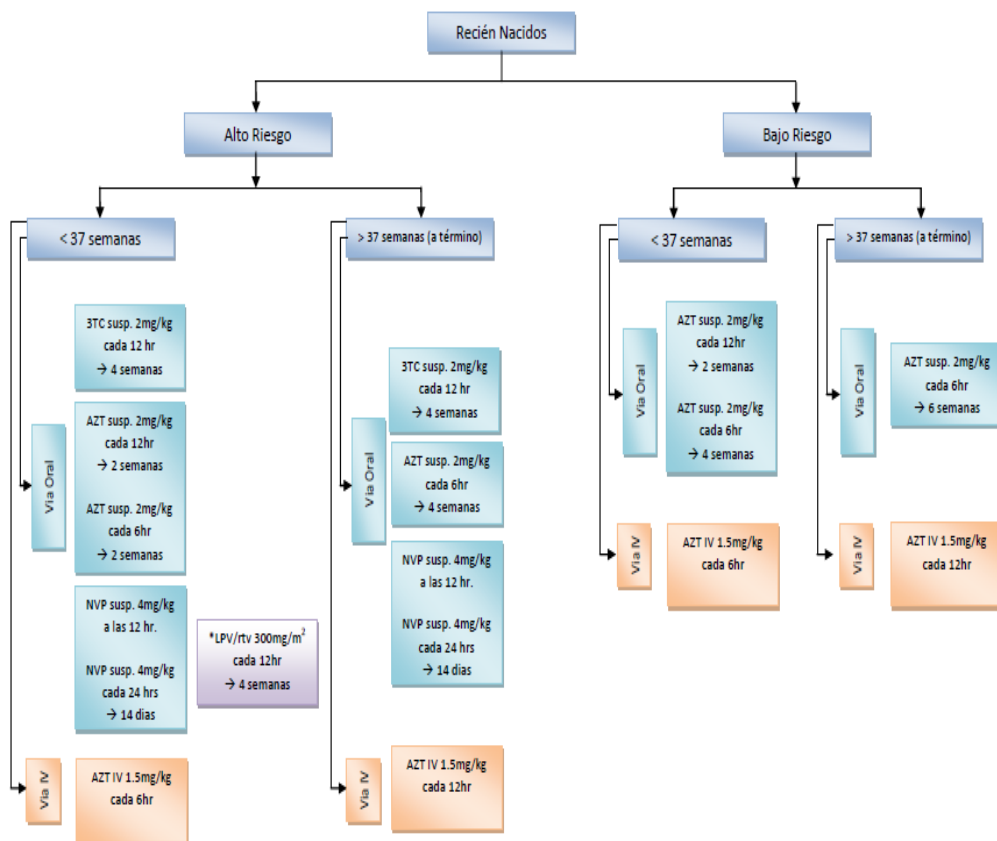 Recién Nacidos
Alto Riesgo
Bajo Riesgo
< 37 semanas
> 37 semanas (a término)
< 37 semanas
> 37 semanas (a término)
Via Oral
3TC susp. 2mg/kg
cada 12 hr
→ 4 semanas
AZT susp. 2mg/kg
cada 12hr
→ 2 semanas
AZT susp. 2mg/kg
cada 6hr
→ 2 semanas
NVP susp. 4mg/kg
a las 12 hr.
NVP susp. 4mg/kg
cada 24 hrs
→ 14 dias
*LPV/rtv 300mg/m²
cada 12hr
→ 4 semanas
Via IV
AZT IV 1.5mg/kg
cada 6hr
Via Oral
3TC susp. 2mg/kg
cada 12 hr
→ 4 semanas
AZT susp. 2mg/kg
cada 6hr
→ 4 semanas
NVP susp. 4mg/kg
a las 12 hr.
NVP susp. 4mg/kg
cada 24 hrs
→ 14 dias
Via IV
AZT IV 1.5mg/kg
cada 12hr
Via Oral
AZT susp. 2mg/kg
cada 12hr
→ 2 semanas
AZT susp. 2mg/kg
cada 6hr
→ 4 semanas
Via IV
AZT IV 1.5mg/kg
cada 6hr
Via Oral
AZT susp. 2mg/kg
cada 6hr
→ 6 semanas
Via IV
AZT IV 1.5mg/kg
cada 12hr